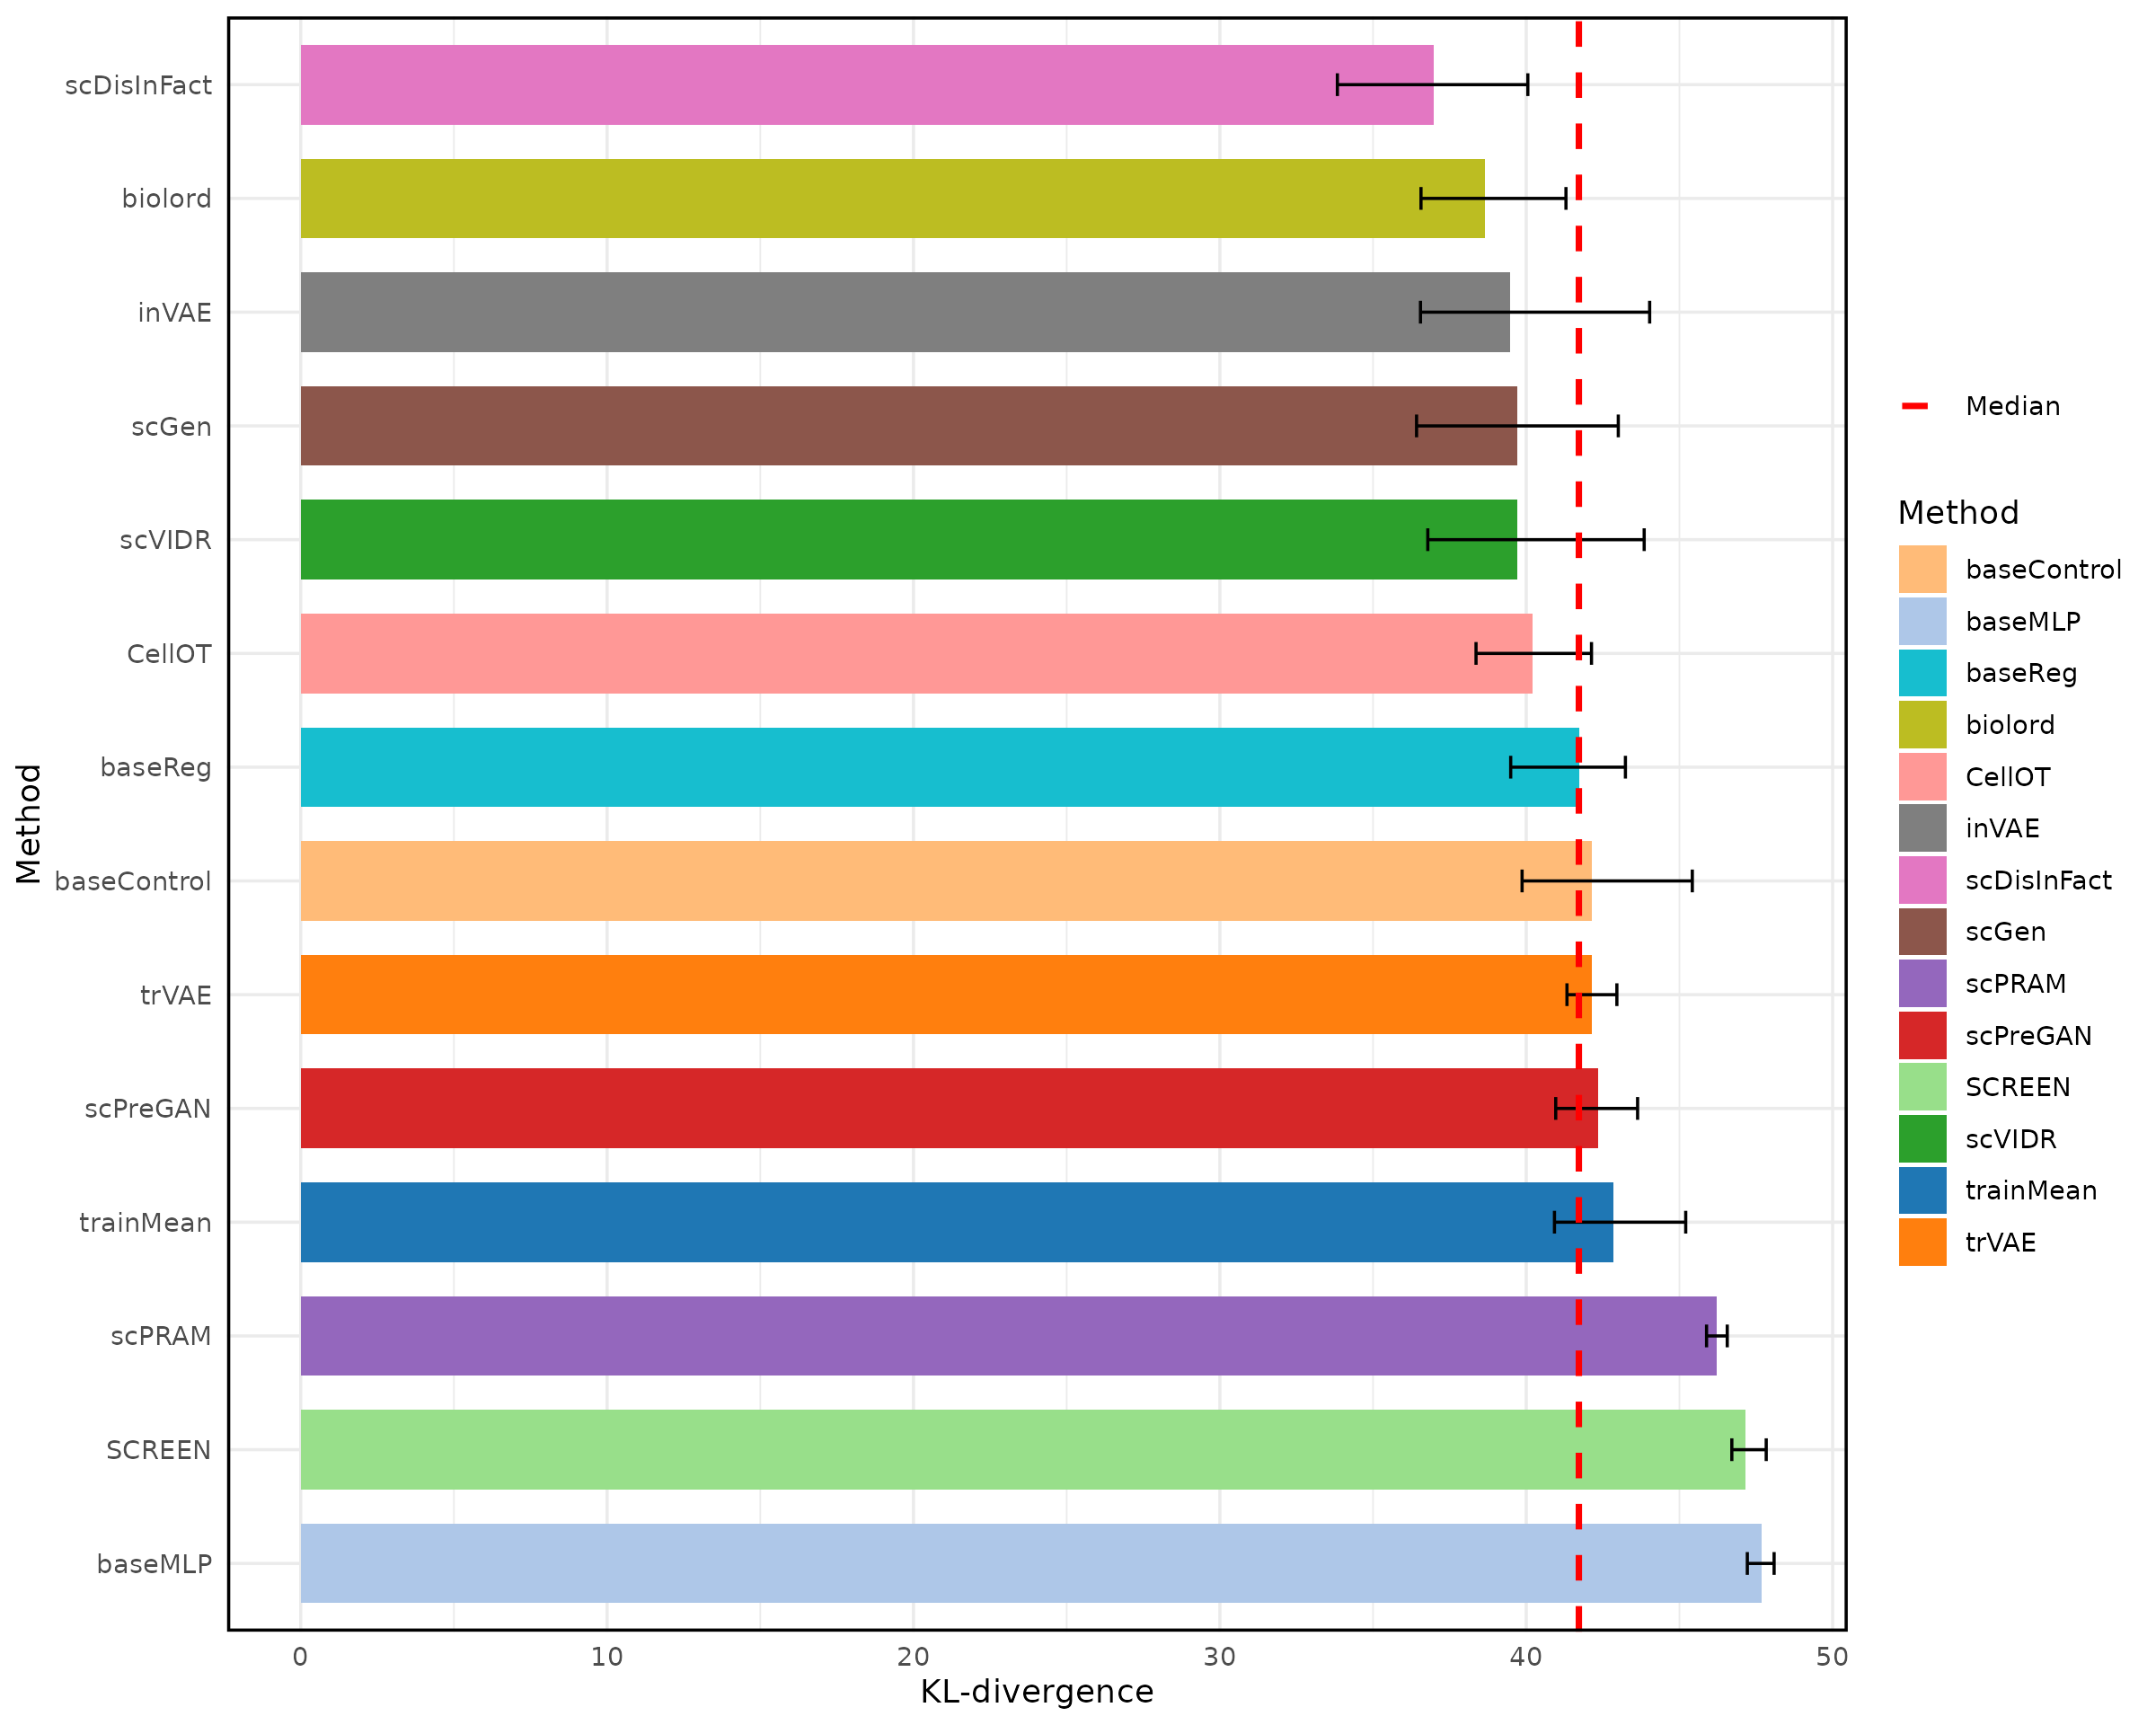 scDisInFact
biolord
inVAE
scGen
scVIDR
CellOT
baseReg
baseControl
trVAE
scPreGAN
trainMean
scPRAM
SCREEN
baseMLP
Method
0 10 20 30 40 50
KL-divergence
Median
Method
baseControl
baseMLP
baseReg
biolord
CellOT
inVAE
scDisInFact
scGen
scPRAM
scPreGAN
SCREEN
scVIDR
trainMean
trVAE